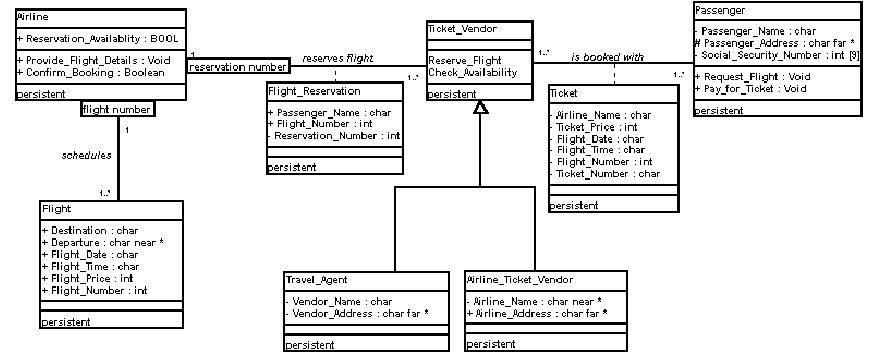 Airline
+ Reservation_Availablity : BOOL
+ Provide_Flight_Details : Void
+ Confirm_Booking : Boolean
persistent
flight number
1
schedules
1..*
Flight
+ Destination : char
+ Departure : char near *
+ Flight_Date : char
+ Flight_Time : char
+ Flight_Price : int
+ Flight_Number : int
persistent
1
reservation number
reserves flight
1..*
Flight_Reservation
+ Passenger_Name : char
+ Flight_Number : int
- Reservation_Number : int
persistent
Ticket_Vendor
Reserve_Flight
Check_Availability
persistent
1..*
is booked with
1..*
Ticket
- Airline_Name : char
- Ticket_Price : int
- Flight_Date : char
- Flight_Time : char
- Flight_Number : int
- Ticket_Number : char
persistent
Passenger
- Passenger_Name : char
# Passenger_Address : char far *
- Social_Security_Number : int [9]
+ Request_Flight : Void
+ Pay_for_Ticket : Void
persistent
Travel_Agent
- Vendor_Name : char
- Vendor_Address : char far *
persistent
Airline_Ticket_Vendor
- Airline_Name : char near *
+ Airline_Address : char far *
persistent